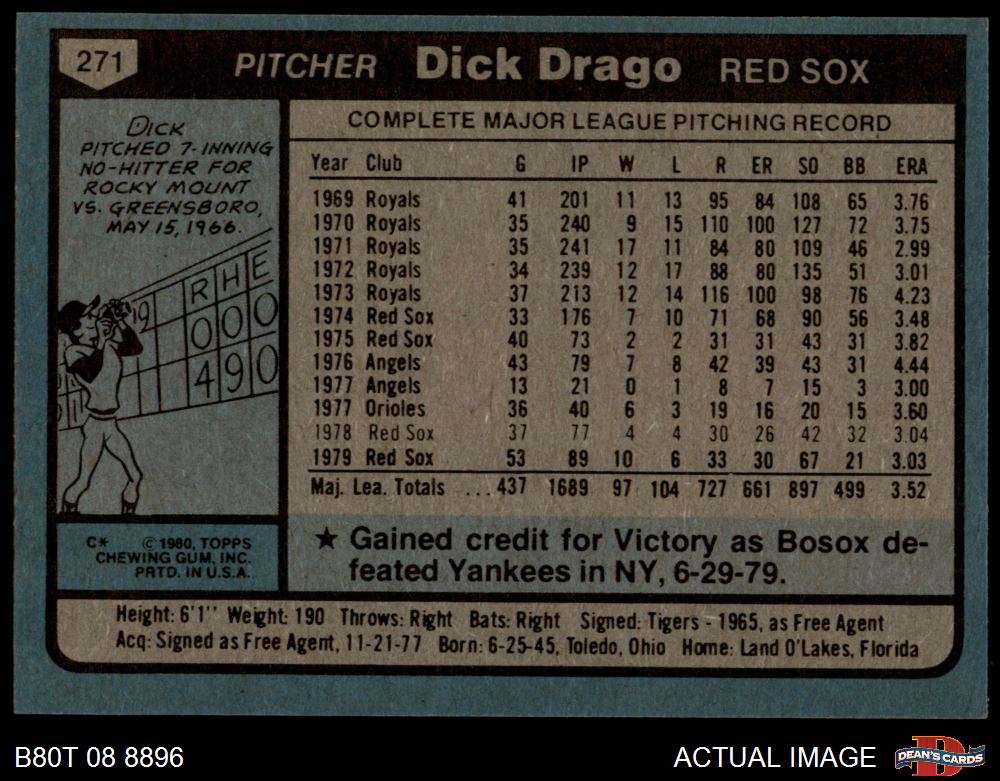 271 PITCHER Dick Drago RED SOX
DICK
PITCHED 7-INNING
NO-HITTER FOR
ROCKY MOUNT
VS. GREENSBORO,
MAY 15, 1966.
9 R H E
0 0 0
4 9 0
C* © 1980, TOPPS
CHEWING GUM, INC.
PRTD. IN U.S.A.
COMPLETE MAJOR LEAGUE PITCHING RECORD
Year Club G IP W L R ER SO BB ERA
1969 Royals 41 201 11 13 95 84 108 65 3.76
1970 Royals 35 240 9 15 110 100 127 72 3.75
1971 Royals 35 241 17 11 84 80 109 46 2.99
1972 Royals 34 239 12 17 88 80 135 51 3.01
1973 Royals 37 213 12 14 116 100 98 76 4.23
1974 Red Sox 33 176 7 10 71 68 90 56 3.48
1975 Red Sox 40 73 2 2 31 31 43 31 3.82
1976 Angels 43 79 7 8 42 39 43 31 4.44
1977 Angels 13 21 0 1 8 7 15 3 3.00
1977 Orioles 36 40 6 3 19 16 20 15 3.60
1978 Red Sox 37 77 4 4 30 26 42 32 3.04
1979 Red Sox 53 89 10 6 33 30 67 21 3.03
Maj. Lea. Totals ...437 1689 97 104 727 661 897 499 3.52
★ Gained credit for Victory as Bosox de-
feated Yankees in NY, 6-29-79.
Height: 6'1" Weight: 190 Throws: Right Bats: Right Signed: Tigers - 1965, as Free Agent
Acq: Signed as Free Agent, 11-21-77 Born: 6-25-45, Toledo, Ohio Home: Land O'Lakes, Florida
B80T 08 8896 ACTUAL IMAGE DEAN'S CARDS